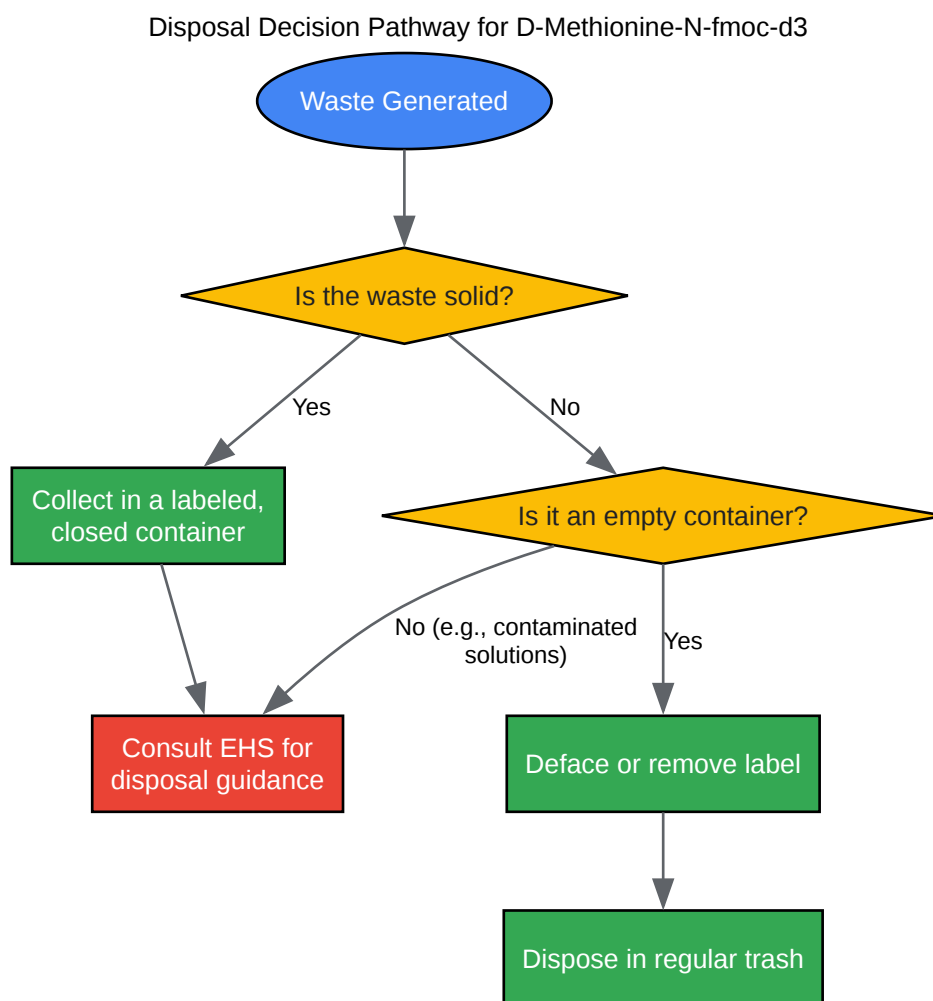 Disposal Decision Pathway for D-Methionine-N-fmoc-d3
Waste Generated
Is the waste solid?
Yes
No
Collect in a labeled,
closed container
Is it an empty container?
No (e.g., contaminated
solutions)
Yes
Consult EHS for
disposal guidance
Deface or remove label
Dispose in regular trash